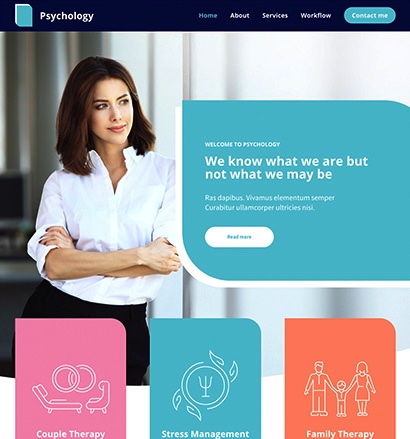 Psychology
Home About Services Workflow Contact me
WELCOME TO PSYCHOLOGY
We know what we are but
not what we may be
Ras dapibus. Vivamus elementum semper
Curabitur ullamcorper ultricies nisi.
Read more
Couple Therapy
Stress Management
Family Therapy